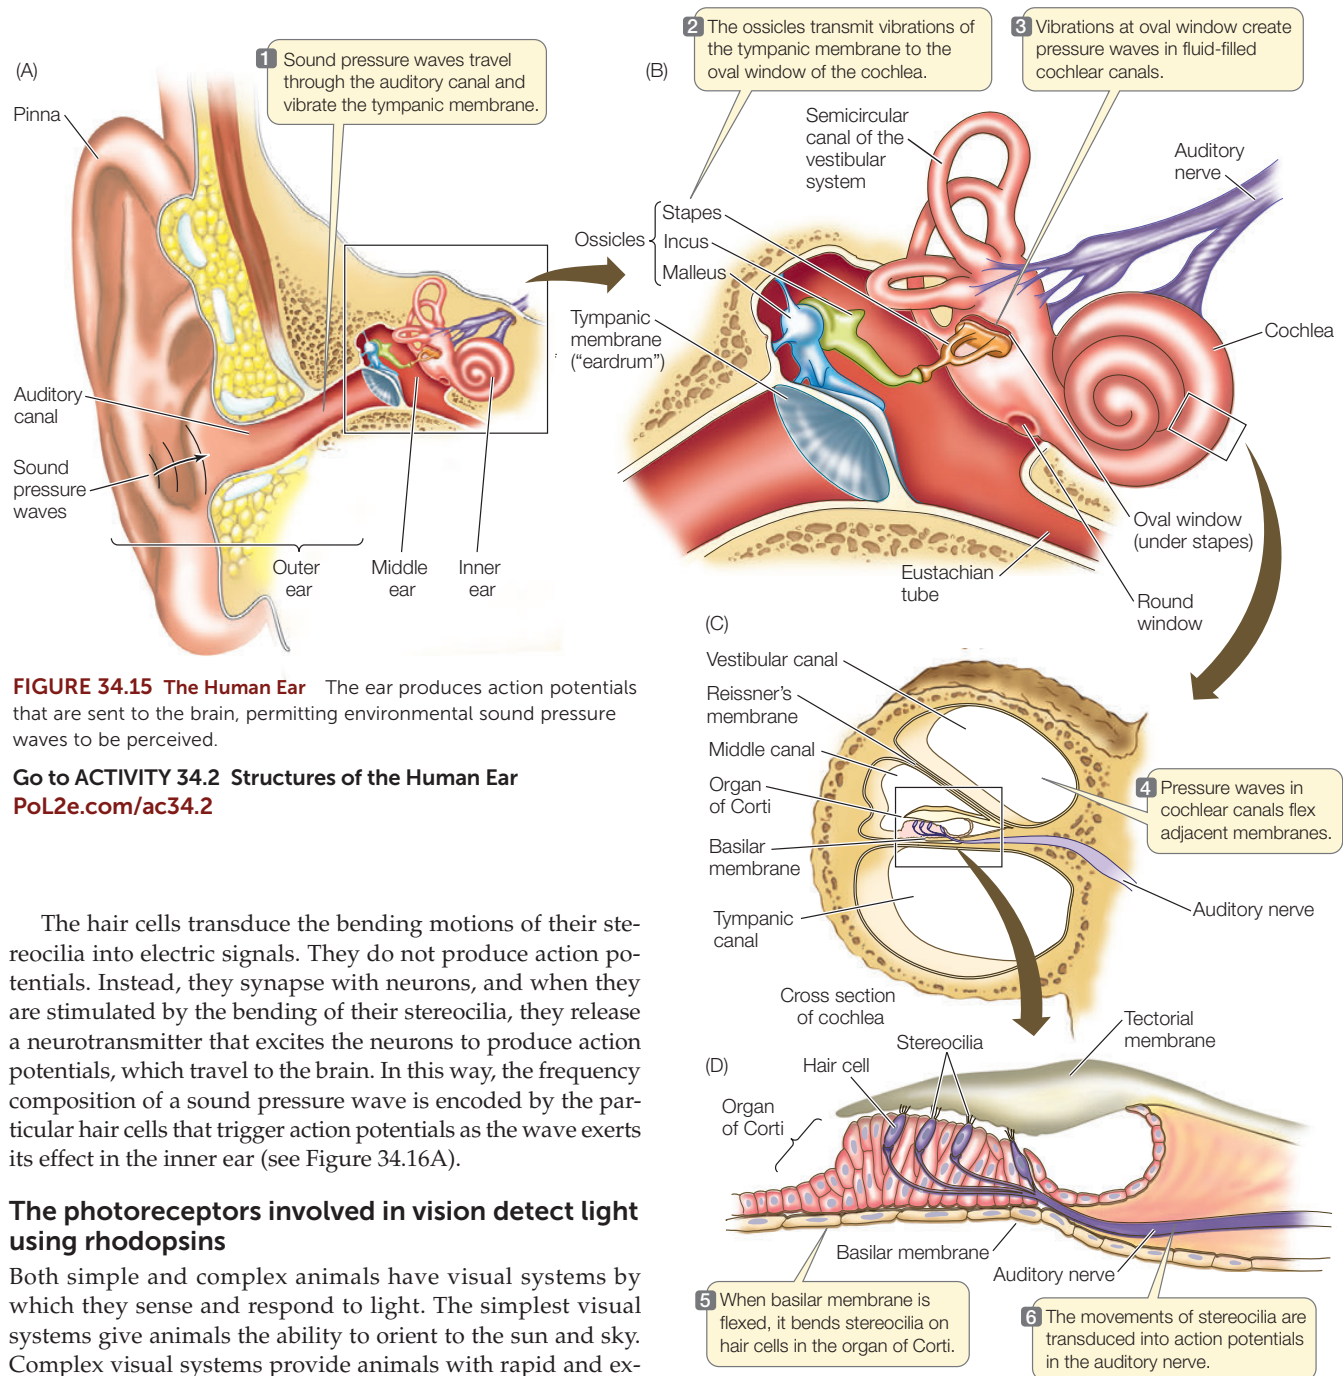 (A)
1 Sound pressure waves travel
through the auditory canal and
vibrate the tympanic membrane.
Pinna
Auditory
canal
Sound
pressure
waves
Outer
ear
Middle
ear
Inner
ear
2 The ossicles transmit vibrations of
the tympanic membrane to the
oval window of the cochlea.
3 Vibrations at oval window create
pressure waves in fluid-filled
cochlear canals.
(B)
Semicircular
canal of the
vestibular
system
Auditory
nerve
Ossicles
Stapes
Incus
Malleus
Tympanic
membrane
(“eardrum”)
Cochlea
Oval window
(under stapes)
Eustachian
tube
Round
window
FIGURE 34.15 The Human Ear The ear produces action potentials
that are sent to the brain, permitting environmental sound pressure
waves to be perceived.
Go to ACTIVITY 34.2 Structures of the Human Ear
PoL2e.com/ac34.2
(C)
Vestibular canal
Reissner’s
membrane
Middle canal
Organ
of Corti
Basilar
membrane
Tympanic
canal
4 Pressure waves in
cochlear canals flex
adjacent membranes.
Auditory nerve
Cross section
of cochlea
(D)
Stereocilia
Hair cell
Tectorial
membrane
Organ
of Corti
Basilar membrane
Auditory nerve
5 When basilar membrane is
flexed, it bends stereocilia on
hair cells in the organ of Corti.
6 The movements of stereocilia are
transduced into action potentials
in the auditory nerve.
The hair cells transduce the bending motions of their ste-
reocilia into electric signals. They do not produce action po-
tentials. Instead, they synapse with neurons, and when they
are stimulated by the bending of their stereocilia, they release
a neurotransmitter that excites the neurons to produce action
potentials, which travel to the brain. In this way, the frequency
composition of a sound pressure wave is encoded by the par-
ticular hair cells that trigger action potentials as the wave exerts
its effect in the inner ear (see Figure 34.16A).
The photoreceptors involved in vision detect light
using rhodopsins
Both simple and complex animals have visual systems by
which they sense and respond to light. The simplest visual
systems give animals the ability to orient to the sun and sky.
Complex visual systems provide animals with rapid and ex-